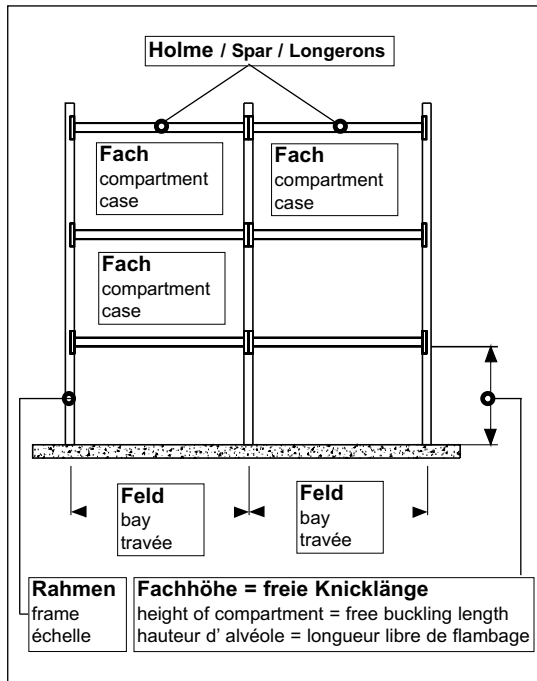 Holme / Spar / Longerons
Fach
compartment
case
Fach
compartment
case
Fach
compartment
case
Feld
bay
travée
Feld
bay
travée
Rahmen
frame
échelle
Fachhöhe = freie Knicklänge
height of compartment = free buckling length
hauteur d' alvéole = longueur libre de flambage